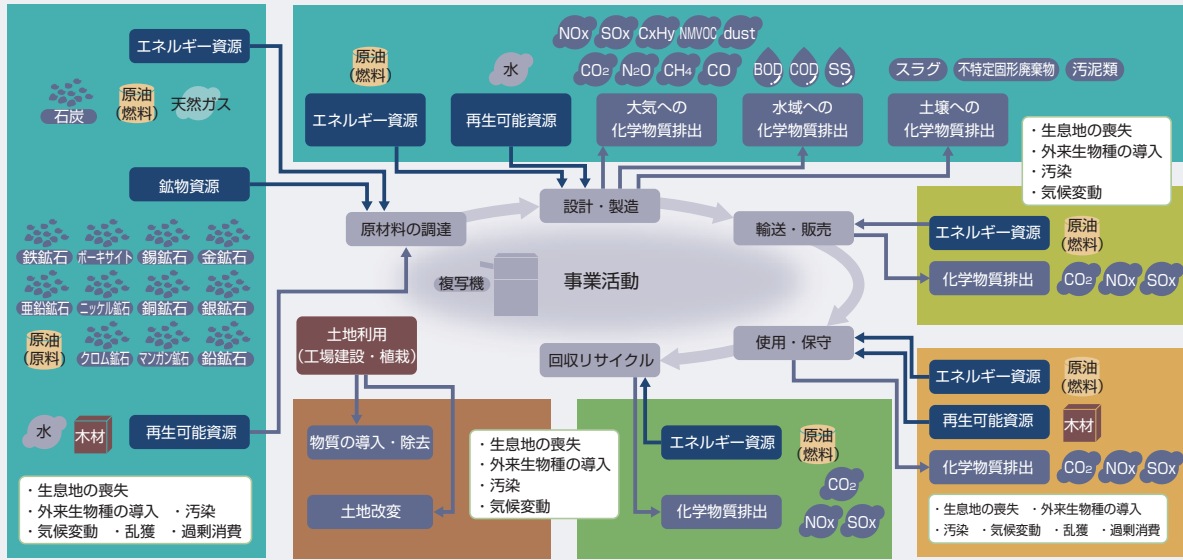 エネルギー資源
石炭
原油
(燃料)
天然ガス
鉱物資源
鉄鉱石
ボーキサイト
錫鉱石
金鉱石
亜鉛鉱石
ニッケル鉱石
銅鉱石
銀鉱石
原油
(原料)
クロム鉱石
マンガン鉱石
鉛鉱石
水
木材
再生可能資源
・生息地の喪失
・外来生物種の導入 ・汚染
・気候変動 ・乱獲 ・過剰消費
原油
(燃料)
エネルギー資源
水
再生可能資源
NOx SOx CxHy NMVOC dust
CO2 N2O CH4 CO
大気への
化学物質排出
BOD COD SS
水域への
化学物質排出
スラグ 不特定固形廃棄物 汚泥類
土壌への
化学物質排出
・生息地の喪失
・外来生物種の導入
・汚染
・気候変動
原材料の調達
設計・製造
輸送・販売
使用・保守
回収リサイクル
複写機
事業活動
エネルギー資源
原油
(燃料)
化学物質排出
CO2 NOx SOx
エネルギー資源
原油
(燃料)
再生可能資源
木材
化学物質排出
CO2 NOx SOx
・生息地の喪失 ・外来生物種の導入
・汚染 ・気候変動 ・乱獲 ・過剰消費
土地利用
(工場建設・植栽)
物質の導入・除去
土地改変
・生息地の喪失
・外来生物種の導入
・汚染
・気候変動
エネルギー資源
原油
(燃料)
化学物質排出
CO2
NOx SOx